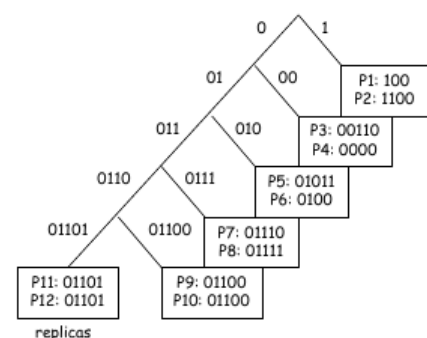 0 1
01 00
P1: 100
P2: 1100
011 010
P3: 00110
P4: 0000
0110 0111
P5: 01011
P6: 0100
01101 01100
P7: 01110
P8: 01111
P11: 01101
P12: 01101
P9: 01100
P10: 01100
replicas